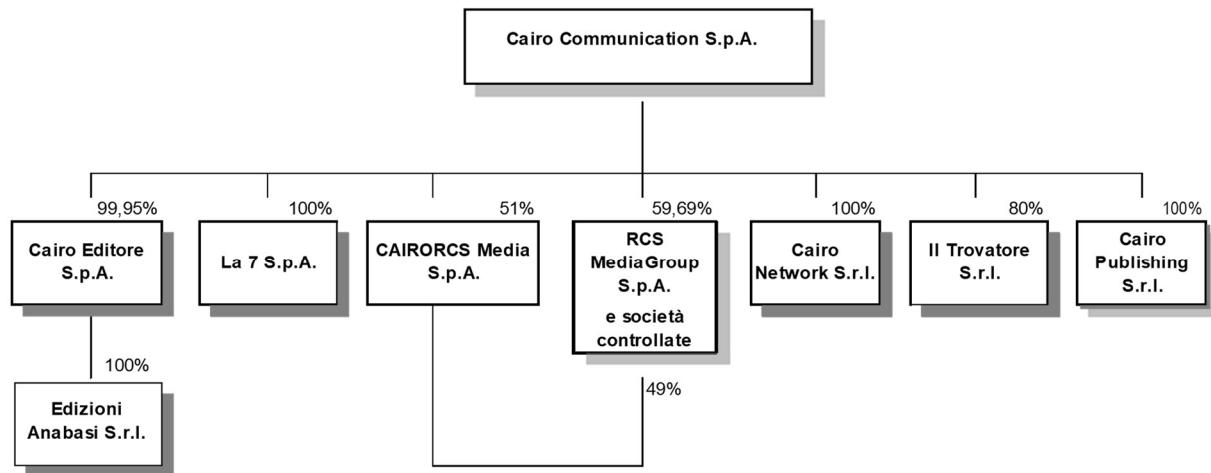 Cairo Communication S.p.A.
99,95%
Cairo Editore
S.p.A.
100%
La 7 S.p.A.
51%
CAIRORCS Media
S.p.A.
59,69%
RCS
MediaGroup
S.p.A.
e società
controllate
100%
Cairo
Network S.r.l.
80%
Il Trovatore
S.r.l.
100%
Cairo
Publishing
S.r.l.
100%
Edizioni
Anabasi S.r.l.
49%